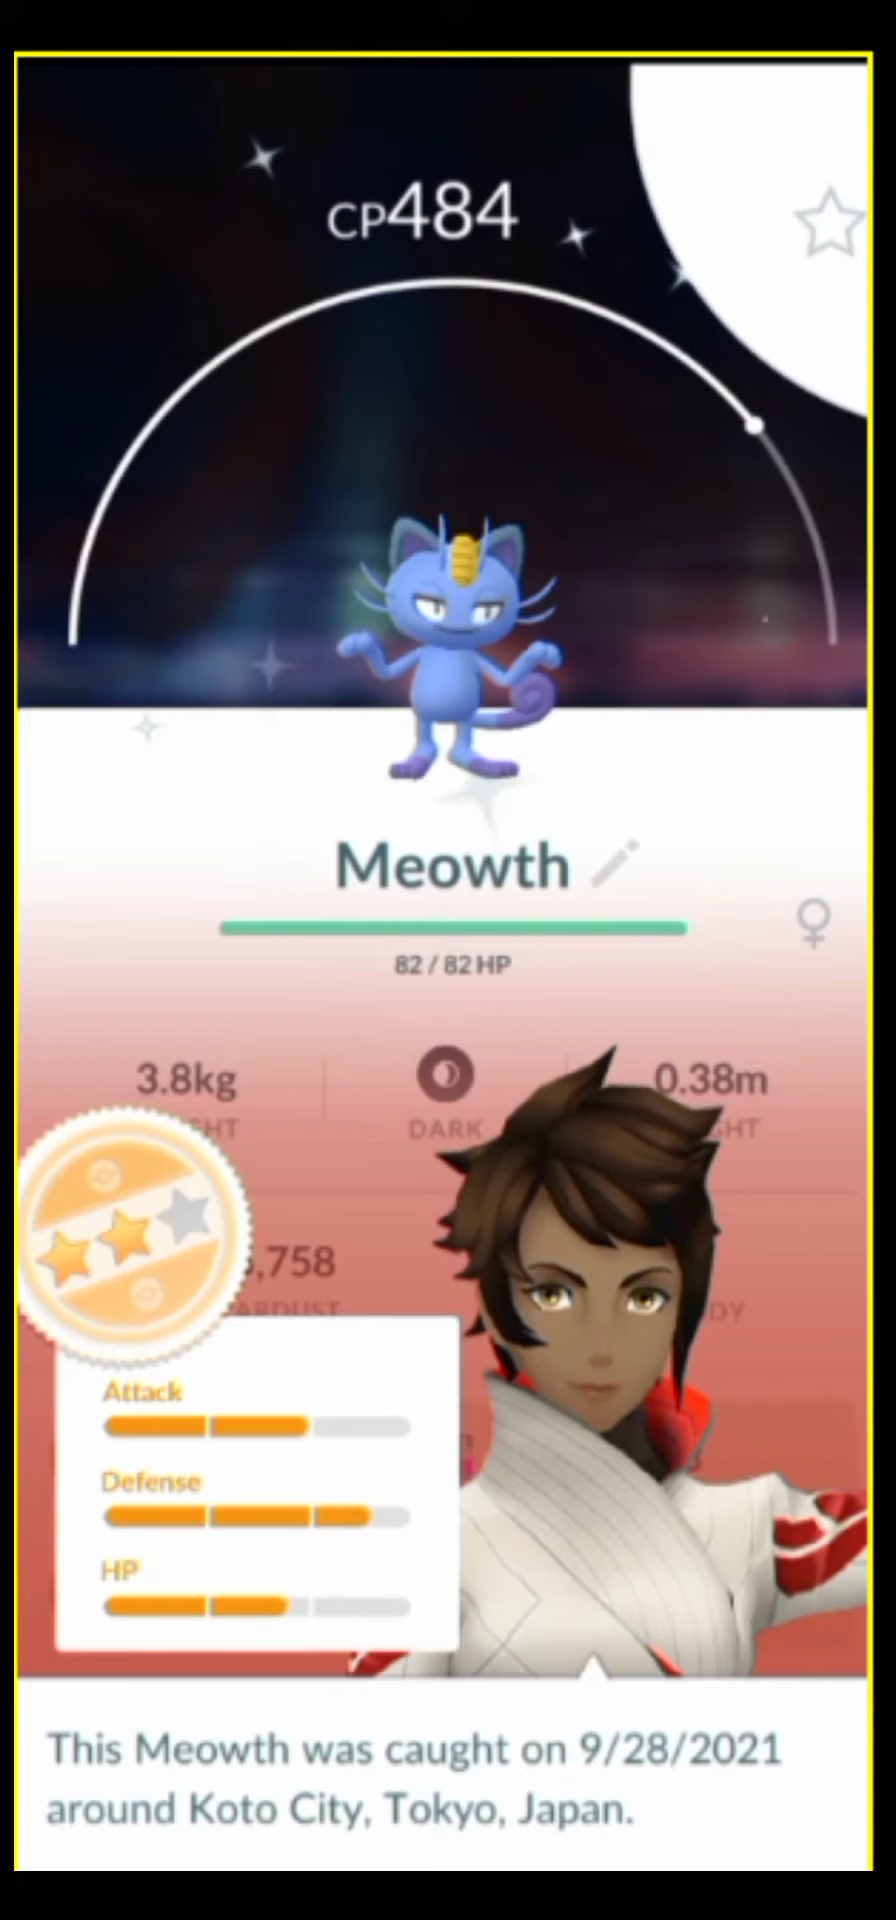 CP484
Meowth
82 / 82 HP
3.8kg
0.38m
DARK
Attack
Defense
HP
This Meowth was caught on 9/28/2021
around Koto City, Tokyo, Japan.